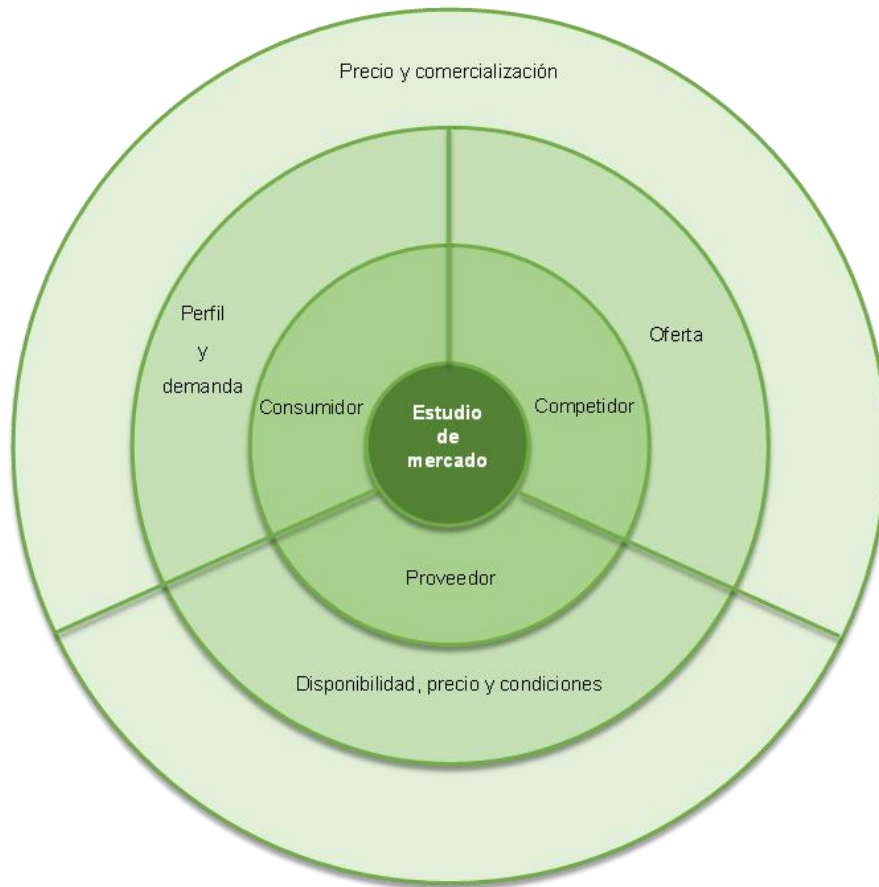 Precio y comercialización
Perfil
y
demanda
Oferta
Consumidor
Competidor
Estudio
de
mercado
Proveedor
Disponibilidad, precio y condiciones